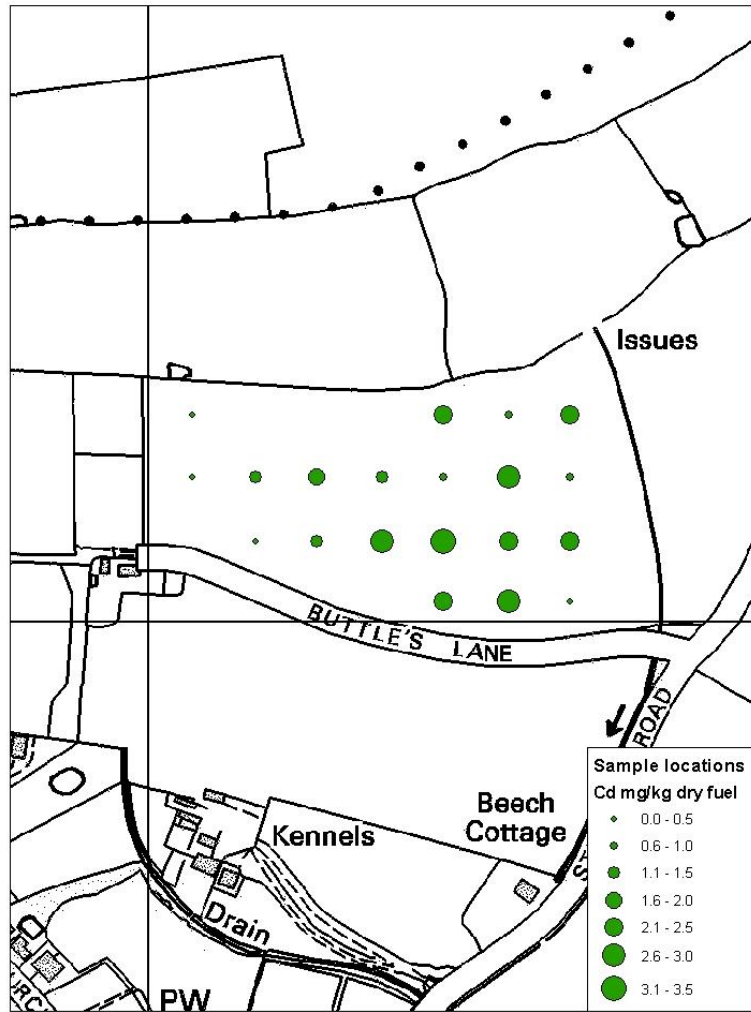 Issues
BUTTLE'S LANE
ROAD
Beech
Cottage
Kennels
Drain
PW
Sample locations
Cd mg/kg dry fuel
0.0 - 0.5
0.6 - 1.0
1.1 - 1.5
1.6 - 2.0
2.1 - 2.5
2.6 - 3.0
3.1 - 3.5